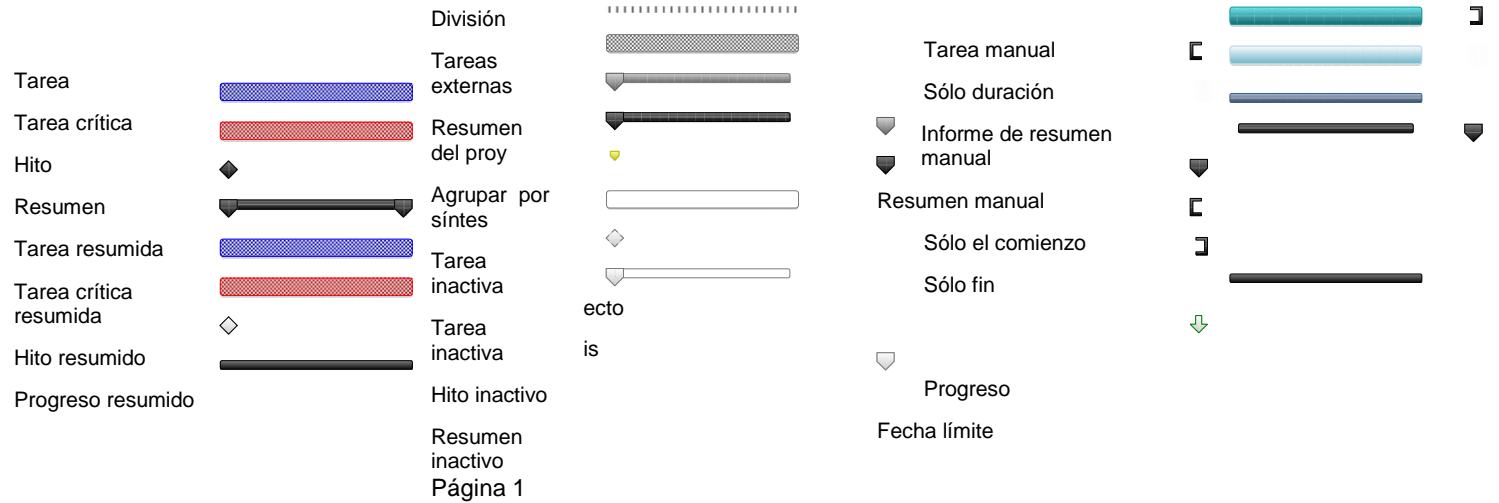 Tarea
Tarea crítica
Hito
Resumen
Tarea resumida
Tarea crítica
resumida
Hito resumido
Progreso resumido
División
Tareas
externas
Resumen
del proy
Agrupar por
síntes
Tarea
inactiva
Tarea
inactiva
Hito inactivo
Resumen
inactivo
Página 1
ecto
is
Tarea manual
Sólo duración
Informe de resumen
manual
Resumen manual
Sólo el comienzo
Sólo fin
Progreso
Fecha límite